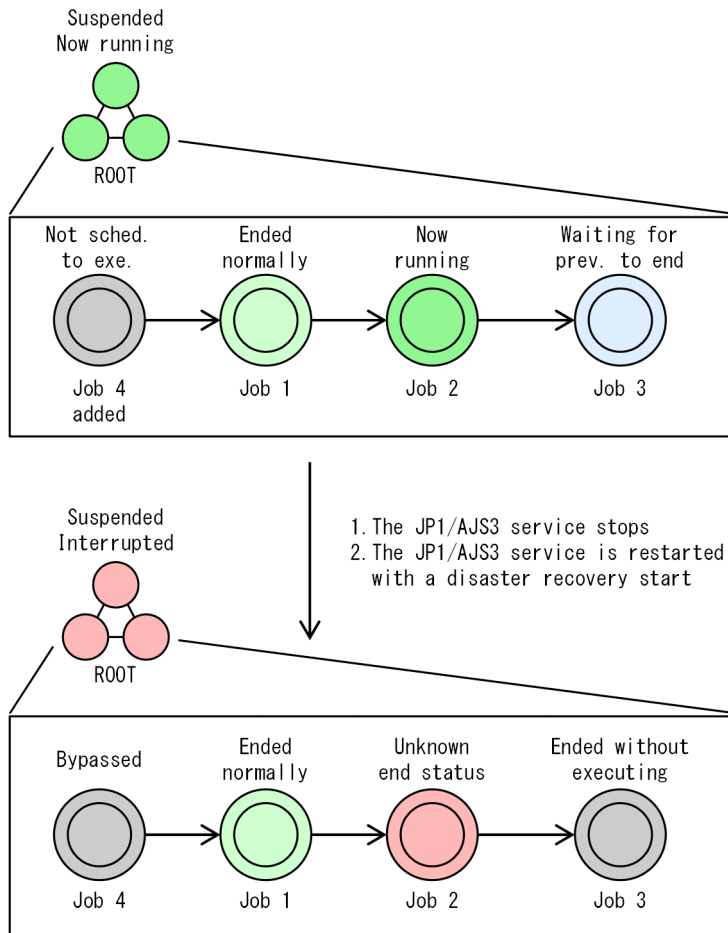 Suspended
Now running
ROOT
Not sched. to exe.
Ended normally
Now running
Waiting for prev. to end
Job 4 added
Job 1
Job 2
Job 3
1. The JP1/AJS3 service stops
2. The JP1/AJS3 service is restarted
with a disaster recovery start
Suspended
Interrupted
ROOT
Bypassed
Ended normally
Unknown end status
Ended without executing
Job 4
Job 1
Job 2
Job 3